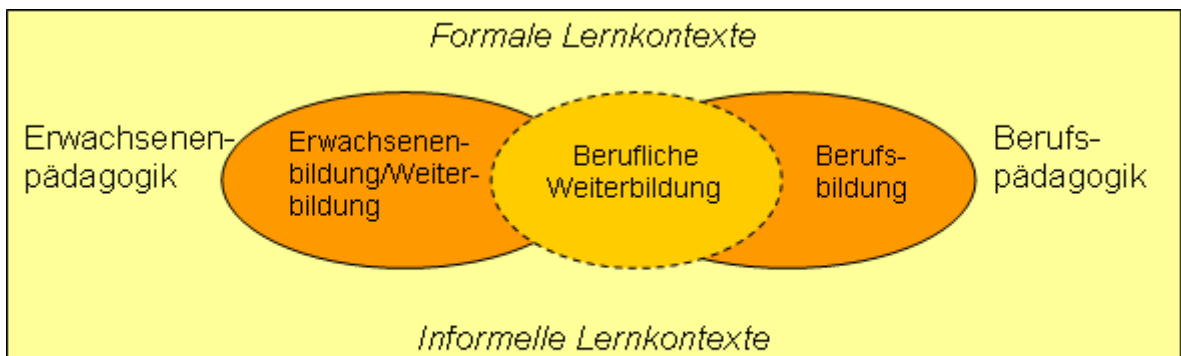 Formale Lernkontexte
Erwachsenen-
pädagogik
Erwachsenen-
bildung/Weiter-
bildung
Berufliche
Weiterbildung
Berufs-
bildung
Berufs-
pädagogik
Informelle Lernkontexte